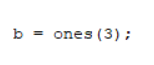 b = ones(3);